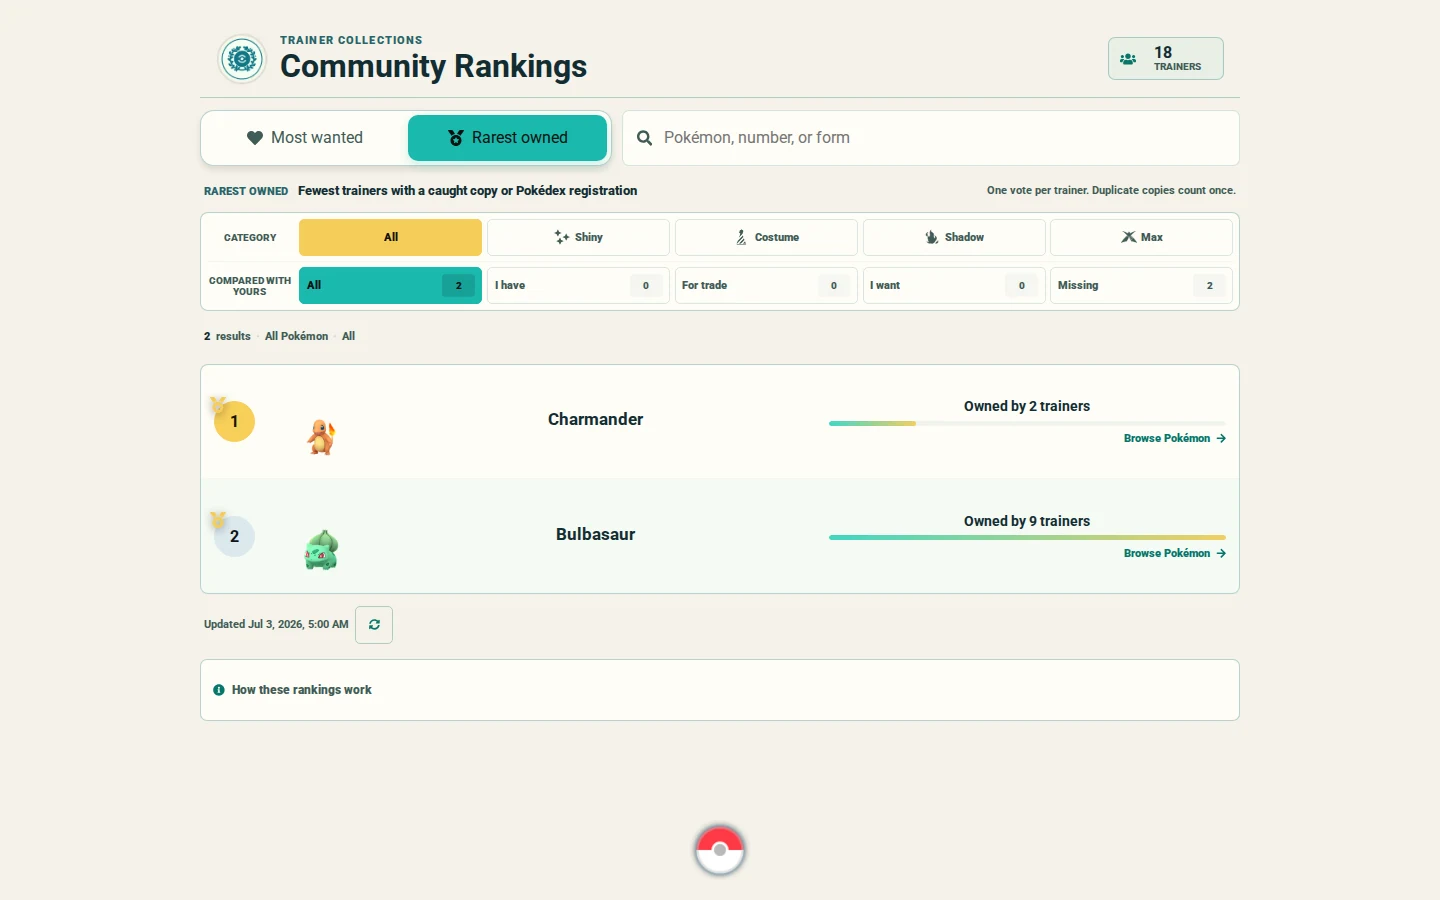 TRAINER COLLECTIONS
Community Rankings
18
TRAINERS
Most wanted
Rarest owned
Pokémon, number, or form
RAREST OWNED Fewest trainers with a caught copy or Pokédex registration
One vote per trainer. Duplicate copies count once.
CATEGORY
All
Shiny
Costume
Shadow
Max
COMPARED WITH
YOURS
All 2
I have 0
For trade 0
I want 0
Missing 2
2 results · All Pokémon · All
1
Charmander
Owned by 2 trainers
Browse Pokémon →
2
Bulbasaur
Owned by 9 trainers
Browse Pokémon →
Updated Jul 3, 2026, 5:00 AM
How these rankings work